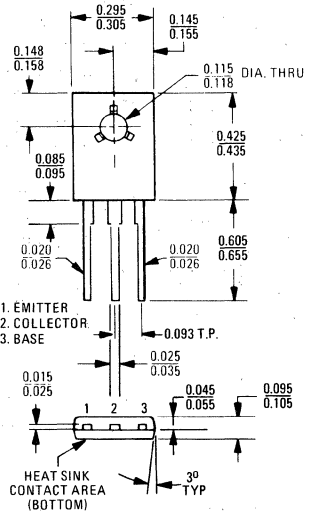 0.295
0.305
0.145
0.155
0.148
0.158
0.115
0.118 DIA. THRU
0.425
0.435
0.085
0.095
0.605
0.655
0.020
0.026
0.020
0.026
1. EMITTER
2. COLLECTOR
3. BASE
0.093 T.P.
0.025
0.035
0.015
0.025
0.045
0.055
0.095
0.105
1 2 3
HEAT SINK
CONTACT AREA
(BOTTOM)
3º
TYP